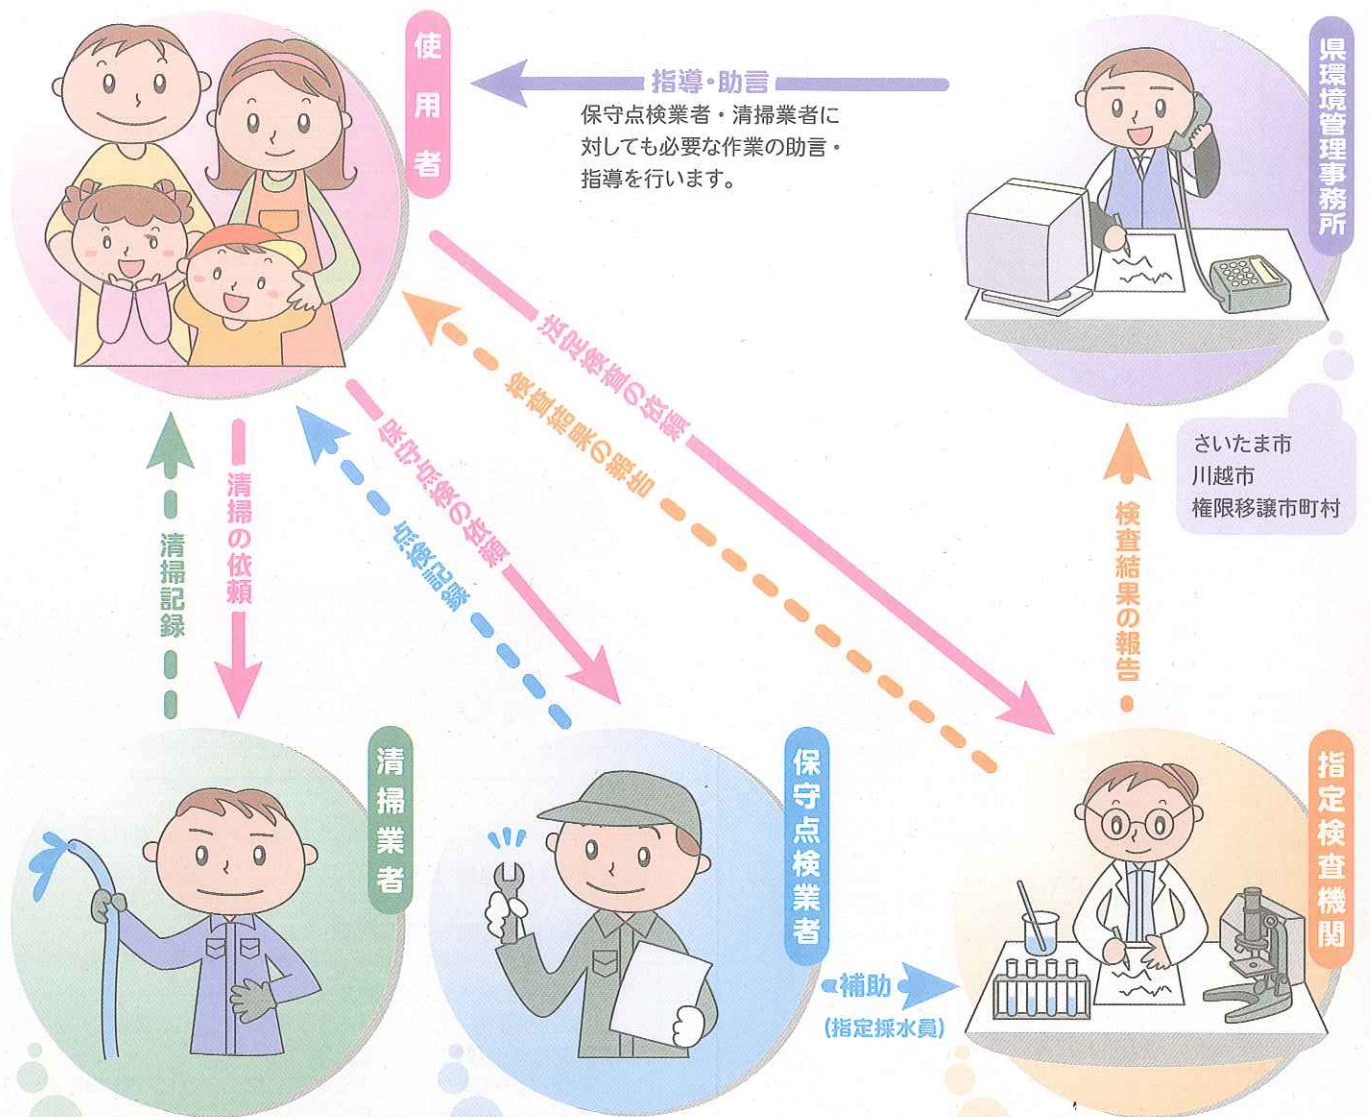 使用者
指導・助言
保守点検業者・清掃業者に
対しても必要な作業の助言・
指導を行います。
県環境管理事務所
さいたま市
川越市
権限移譲市町村
法定検査の依頼
検査結果の報告
保守点検の依頼
点検記録
清掃の依頼
清掃記録
検査結果の報告
清掃業者
保守点検業者
補助
(指定採水員)
指定検査機関